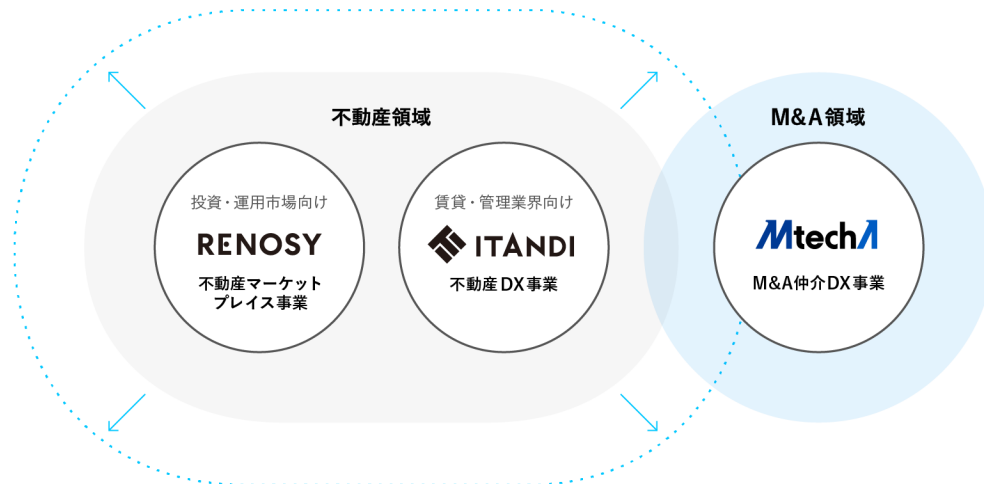 不動産領域
M&A領域
投資・運用市場向け
RENOSY
不動産マーケット
プレイス事業
賃貸・管理業界向け
ITANDI
不動産DX事業
MtechA
M&A仲介DX事業